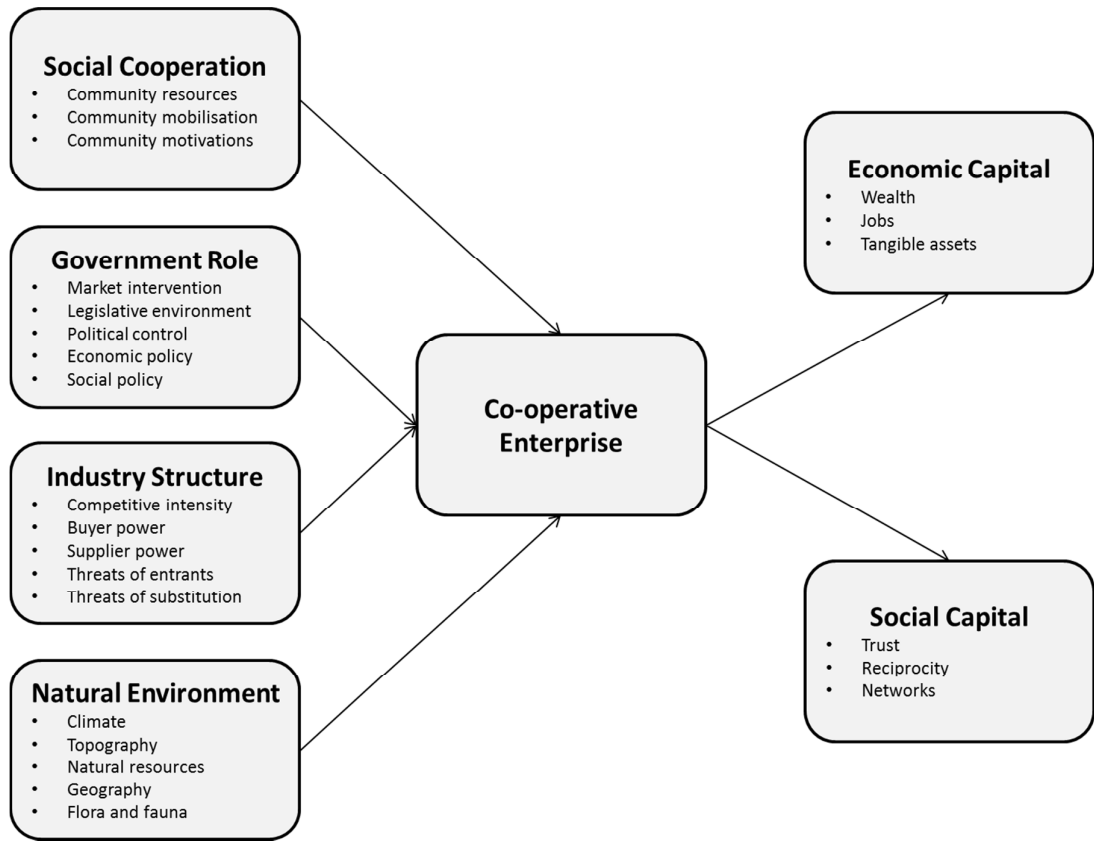 Social Cooperation
• Community resources
• Community mobilisation
• Community motivations
Government Role
• Market intervention
• Legislative environment
• Political control
• Economic policy
• Social policy
Industry Structure
• Competitive intensity
• Buyer power
• Supplier power
• Threats of entrants
• Threats of substitution
Natural Environment
• Climate
• Topography
• Natural resources
• Geography
• Flora and fauna
Co-operative
Enterprise
Economic Capital
• Wealth
• Jobs
• Tangible assets
Social Capital
• Trust
• Reciprocity
• Networks